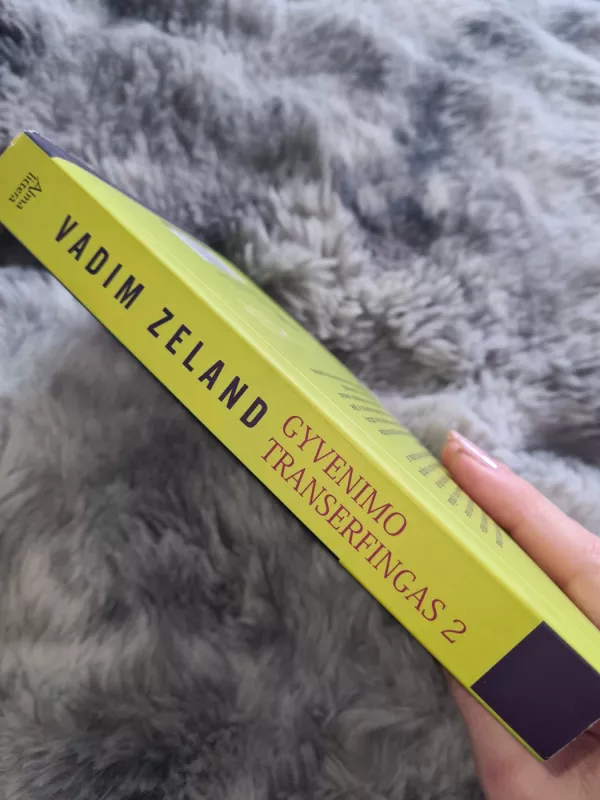 Alma
littera
VADIM ZELAND
GYVENIMO
TRANSERFINGAS 2